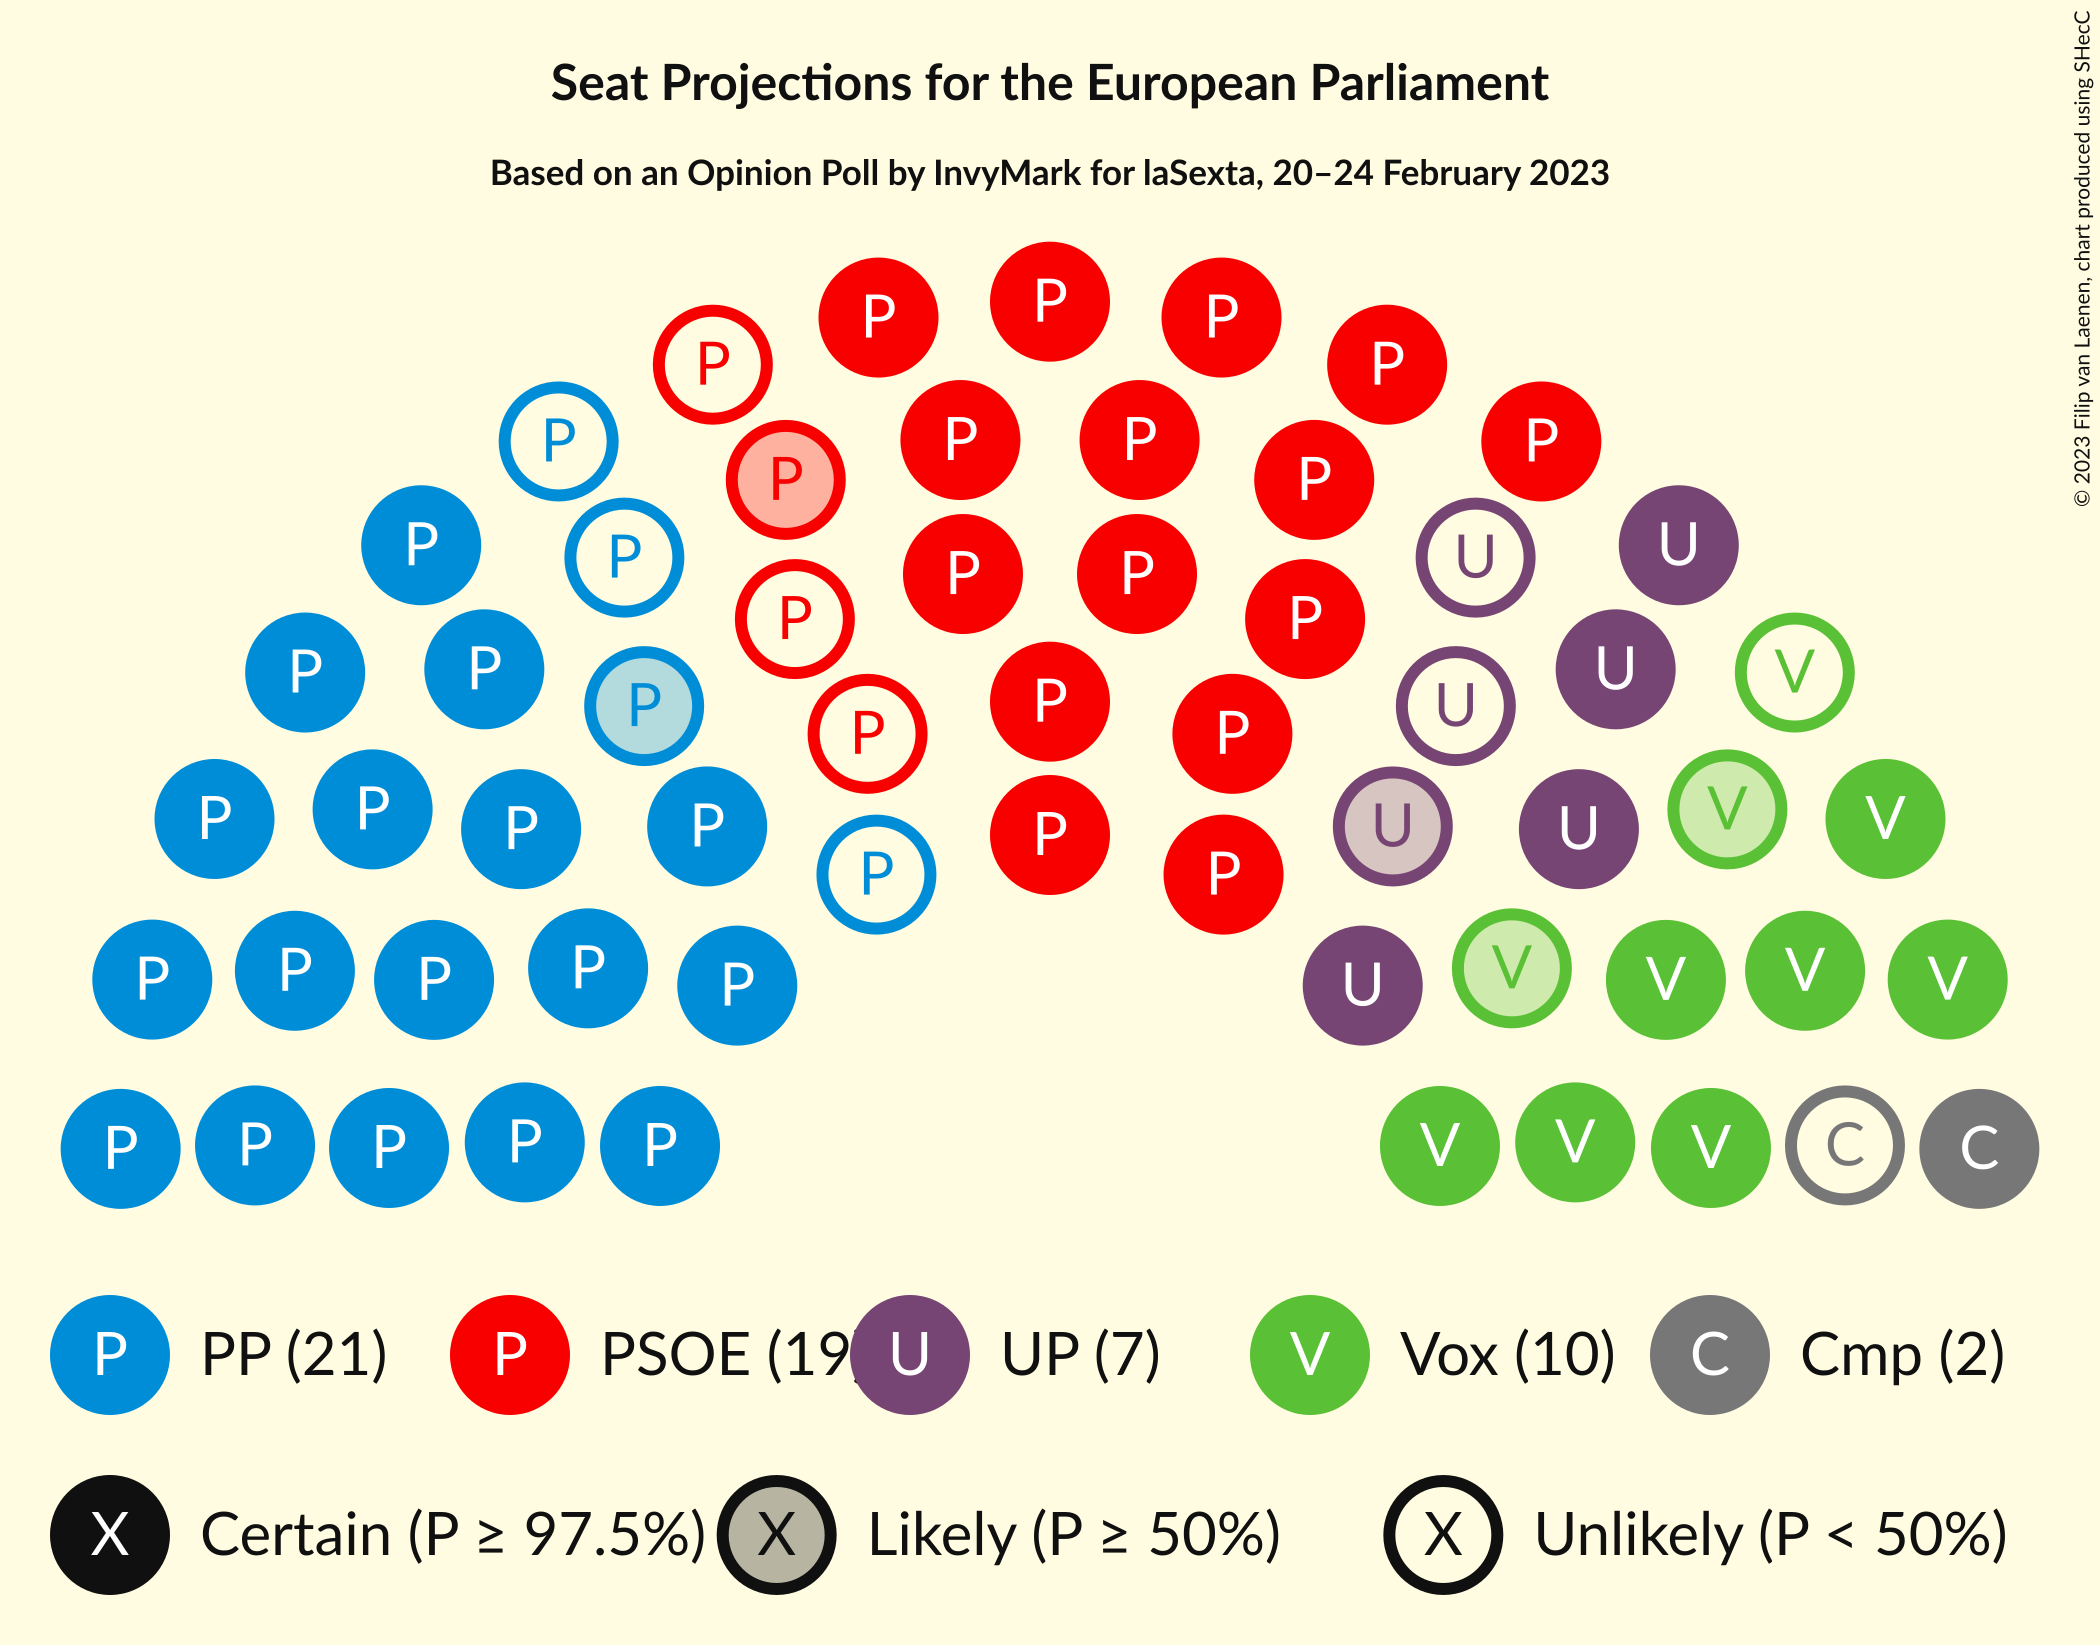 Seat Projections for the European Parliament
Based on an Opinion Poll by InvyMark for laSexta, 20–24 February 2023
© 2023 Filip van Laenen, chart produced using SHecC
P
P P
P P
P P P
P P P P
P P
P P P
U U
P P P P
P P U V
P P U
P P P
P P
P P P P U U V V V
P P
P P P P P U V V V V
P P P P P V V V C C
P PP (21) P PSOE (19 U UP (7) V Vox (10) C Cmp (2)
X Certain (P ≥ 97.5%) X Likely (P ≥ 50%) X Unlikely (P < 50%)